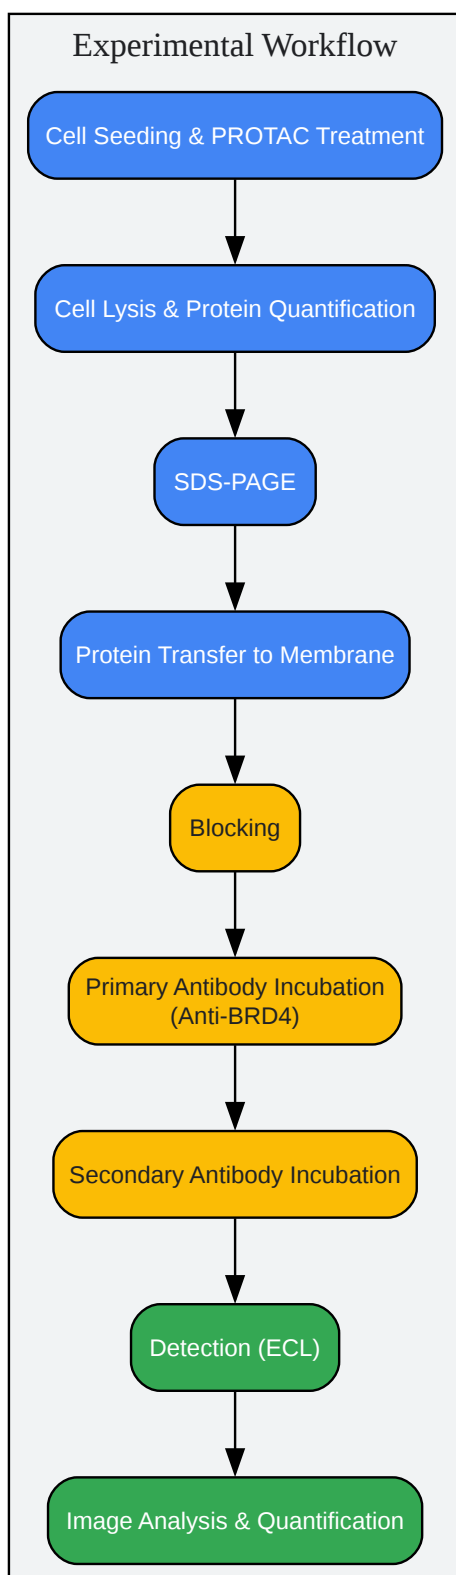 Experimental Workflow
Cell Seeding & PROTAC Treatment
Cell Lysis & Protein Quantification
SDS-PAGE
Protein Transfer to Membrane
Blocking
Primary Antibody Incubation
(Anti-BRD4)
Secondary Antibody Incubation
Detection (ECL)
Image Analysis & Quantification